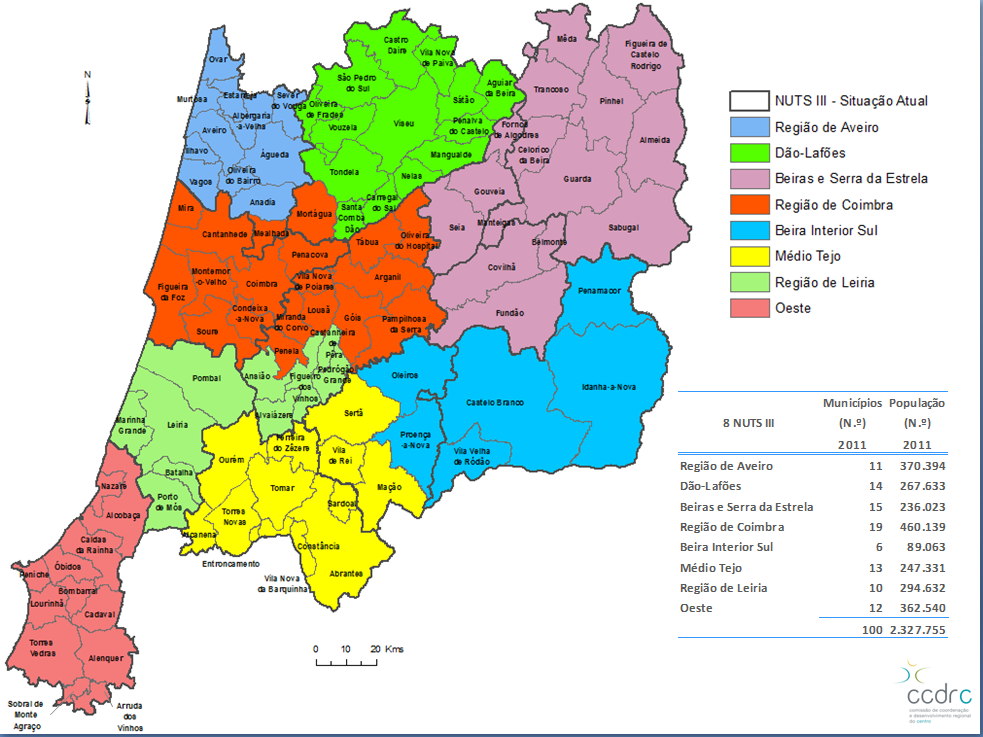 N
Mêda
Figueira de
Castelo
Rodrigo
Castro
Daire
Vila Nova
de Paiva
Ovar
São Pedro
do Sul
Aguiar
da Beira
Trancoso
Pinhel
Murtosa
Estarreja
Sever
do Vouga
Oliveira
de Frades
Sátão
Albergaria
-a-Velha
Vouzela
Viseu
Penalva
do Castelo
Fornos
de Algodres
Aveiro
Almeida
Ílhavo
Águeda
Mangualde
Celorico
da Beira
Oliveira
do Bairro
Vagos
Tondela
Nelas
Guarda
Gouveia
Anadia
Carregal
do Sal
Santa
Comba
Dão
Mortágua
Mira
Seia
Manteigas
Sabugal
Cantanhede
Mealhada
Tábua
Oliveira
do Hospital
Belmonte
Penacova
Covilhã
Montemor
-o-Velho
Coimbra
Vila Nova
de Poiares
Arganil
Figueira
da Foz
Penamacor
Condeixa
-a-Nova
Miranda
do Corvo
Lousã
Góis
Pampilhosa
da Serra
Fundão
Soure
Castanheira
de
Pêra
Penela
Pombal
Ansião
Figueiró
dos
Vinhos
Pedrógão
Grande
Oleiros
Idanha-a-Nova
Castelo Branco
Marinha
Grande
Leiria
Alvaiázere
Sertã
Ferreira
do Zêzere
Proença
-a-Nova
Ourém
Vila
de Rei
Vila Velha
de Ródão
Batalha
Nazaré
Porto
de Mós
Tomar
Mação
Alcobaça
Torres
Novas
Sardoal
Alcanena
Caldas
da Rainha
Constância
Entroncamento
Óbidos
Peniche
Abrantes
Vila Nova
da Barquinha
Bombarral
Lourinhã
Cadaval
Torres
Vedras
Alenquer
Sobral de
Monte
Agraço
Arruda
dos
Vinhos
0 10 20 Kms
NUTS III - Situação Atual
Região de Aveiro
Dão-Lafões
Beiras e Serra da Estrela
Região de Coimbra
Beira Interior Sul
Médio Tejo
Região de Leiria
Oeste
Municípios População
8 NUTS III (N.º) (N.º)
2011 2011
Região de Aveiro 11 370.394
Dão-Lafões 14 267.633
Beiras e Serra da Estrela 15 236.023
Região de Coimbra 19 460.139
Beira Interior Sul 6 89.063
Médio Tejo 13 247.331
Região de Leiria 10 294.632
Oeste 12 362.540
100 2.327.755
ccdrc
comissão de coordenação
e desenvolvimento regional
do centro